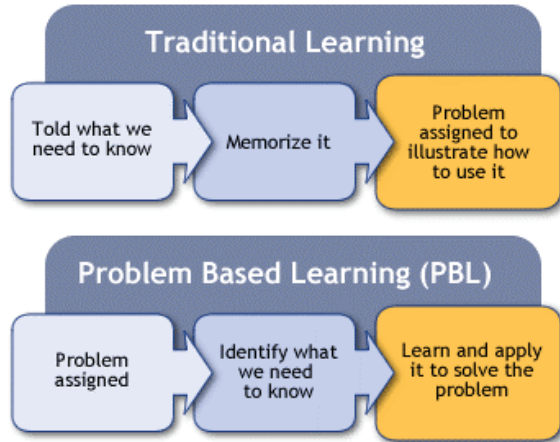 Traditional Learning
Told what we
need to know
Memorize it
Problem
assigned to
illustrate how
to use it
Problem Based Learning (PBL)
Problem
assigned
Identify what
we need
to know
Learn and apply
it to solve the
problem